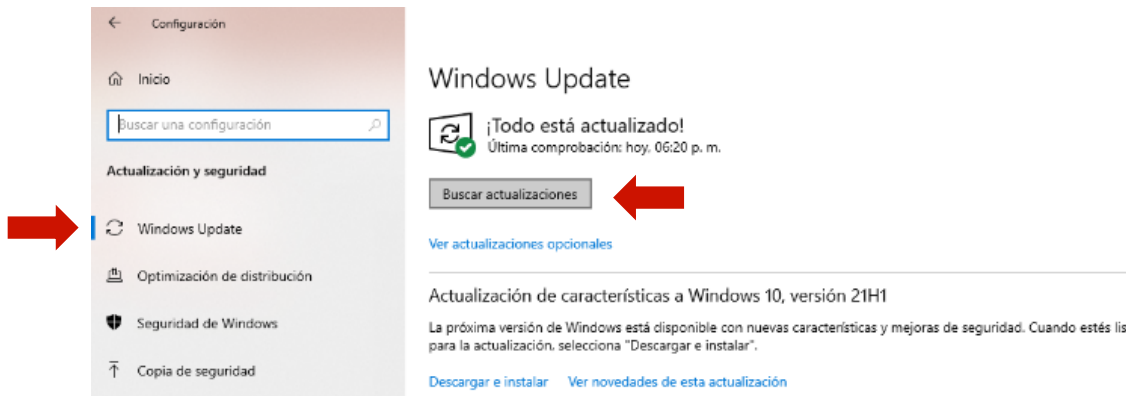 Configuración
Inicio
Buscar una configuración
Actualización y seguridad
Windows Update
Optimización de distribución
Seguridad de Windows
Copia de seguridad
Windows Update
¡Todo está actualizado!
Última comprobación: hoy, 06:20 p. m.
Buscar actualizaciones
Ver actualizaciones opcionales
Actualización de características a Windows 10, versión 21H1
La próxima versión de Windows está disponible con nuevas características y mejoras de seguridad. Cuando estés lis
para la actualización, selecciona "Descargar e instalar".
Descargar e instalar Ver novedades de esta actualización